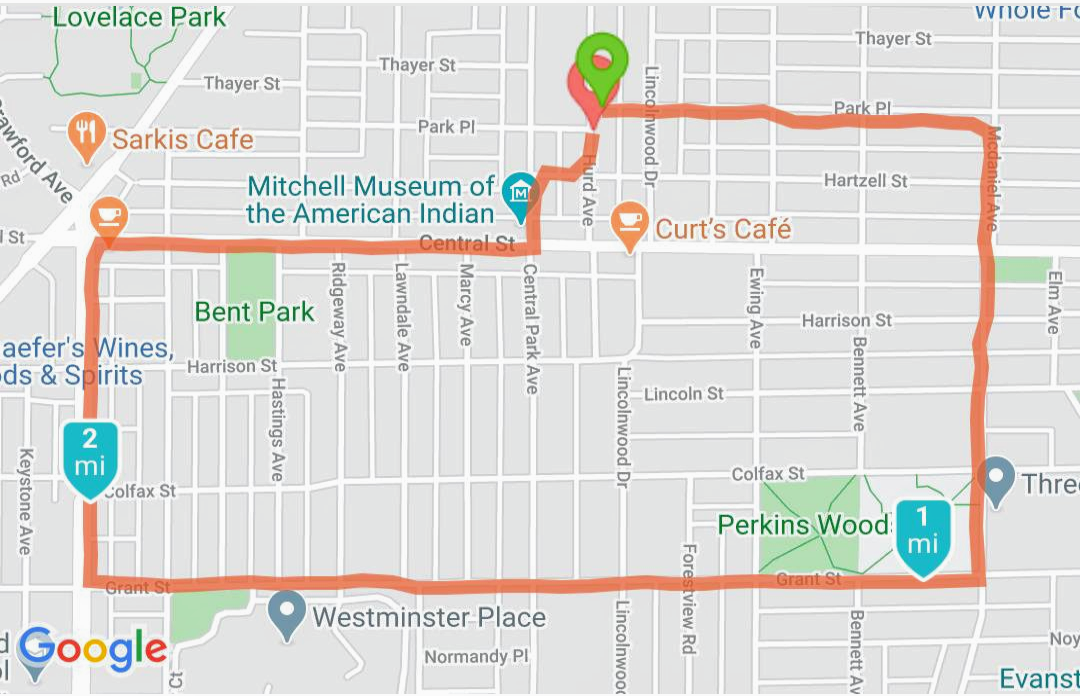 Lovelace Park
Whole Fo
Thayer St
Thayer St
Thayer St
Lincolnwood Dr
Park Pl
Park Pl
Crawford Ave
Sarkis Cafe
Mcdaniel Ave
Rd
Hurd Ave
Hartzell St
Mitchell Museum of
the American Indian
M
Curt's Café
l St
Central St
Ridgeway Ave
Lawndale Ave
Marcy Ave
Central Park Ave
Ewing Ave
Elm Ave
Bent Park
Harrison St
Bennett Ave
aefer's Wines,
ds & Spirits
Harrison St
Hastings Ave
Lincolnwood Dr
Lincoln St
2
mi
Keystone Ave
Colfax St
Colfax St
Three
Perkins Wood
1
mi
Forestview Rd
Grant St
Grant St
Westminster Place
Lincolnwood
Bennett Av
Google
Normandy Pl
Noy
Evanst